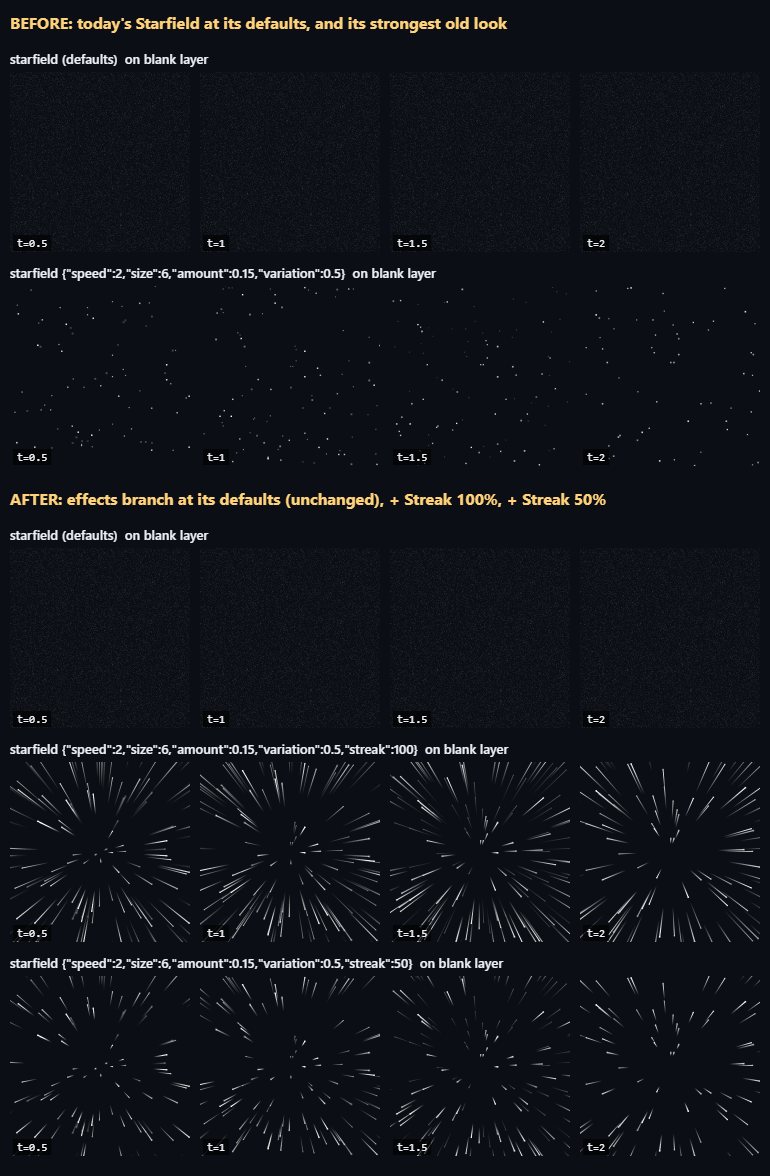 BEFORE: today's Starfield at its defaults, and its strongest old look
starfield (defaults)  on blank layer
t=0.5 t=1 t=1.5 t=2
starfield {"speed":2,"size":6,"amount":0.15,"variation":0.5}  on blank layer
t=0.5 t=1 t=1.5 t=2
AFTER: effects branch at its defaults (unchanged), + Streak 100%, + Streak 50%
starfield (defaults)  on blank layer
t=0.5 t=1 t=1.5 t=2
starfield {"speed":2,"size":6,"amount":0.15,"variation":0.5,"streak":100}  on blank layer
t=0.5 t=1 t=1.5 t=2
starfield {"speed":2,"size":6,"amount":0.15,"variation":0.5,"streak":50}  on blank layer
t=0.5 t=1 t=1.5 t=2